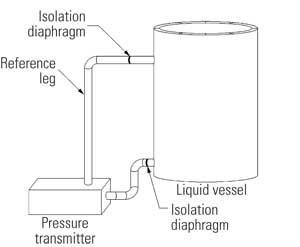 Isolation
diaphragm
Reference
leg
Liquid vessel
Pressure
transmitter
Isolation
diaphragm